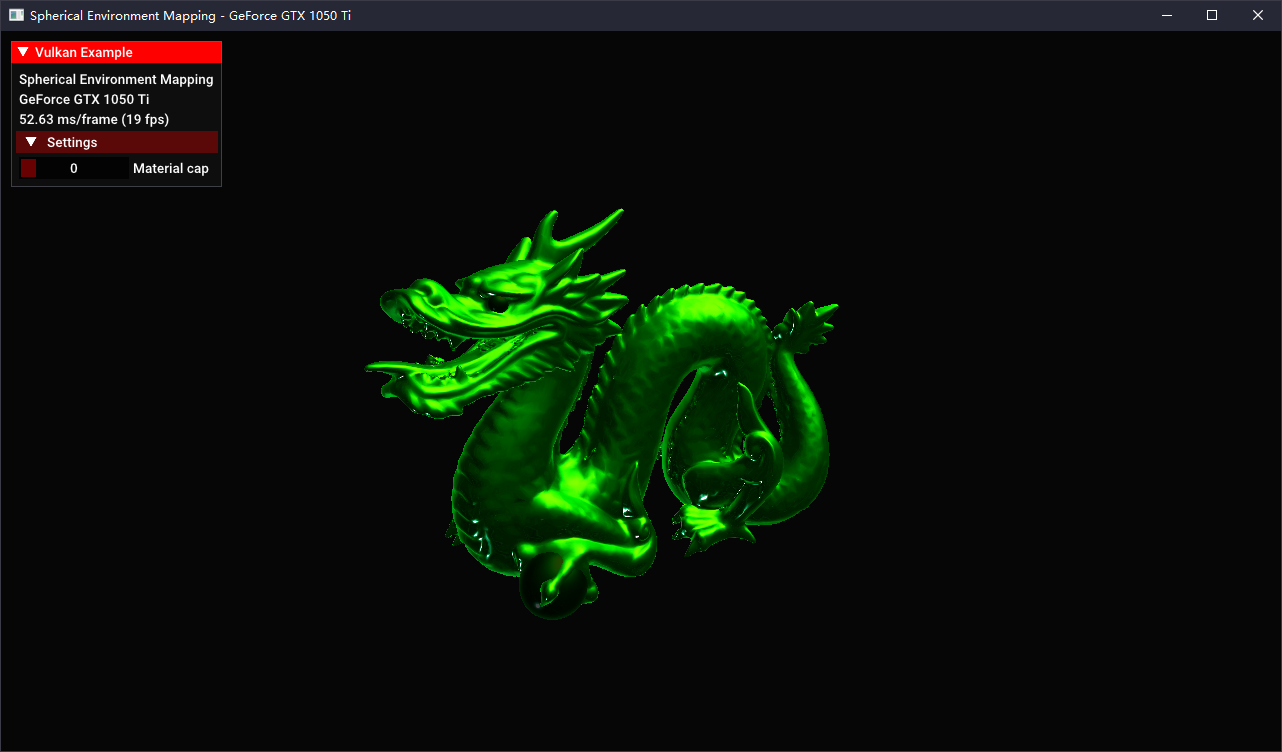 Spherical Environment Mapping - GeForce GTX 1050 Ti
Vulkan Example
Spherical Environment Mapping
GeForce GTX 1050 Ti
52.63 ms/frame (19 fps)
Settings
0 Material cap